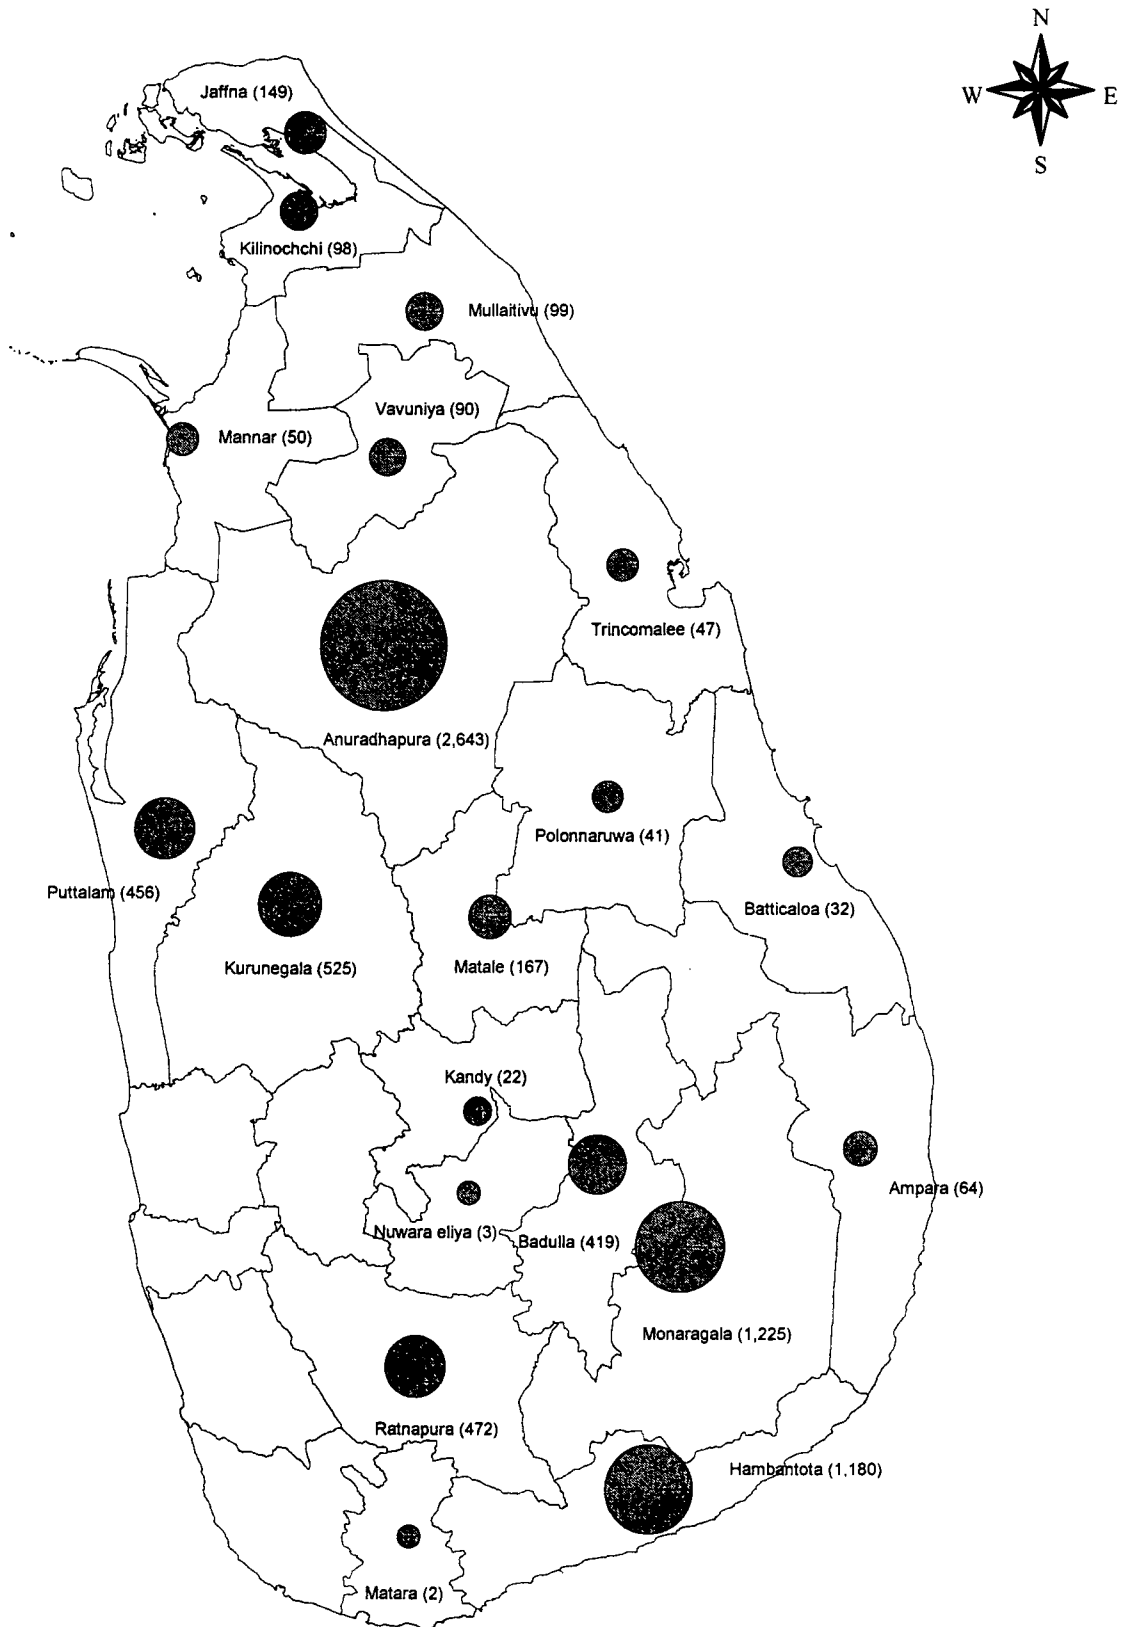 N
W
E
S
Jaffna (149)
Kilinochchi (98)
Mullaitivu (99)
Vavuniya (90)
Mannar (50)
Trincomalee (47)
Anuradhapura (2,643)
Polonnaruwa (41)
Puttalam (456)
Batticaloa (32)
Kurunegala (525)
Matale (167)
Kandy (22)
Ampara (64)
Nuwara eliya (3)
Badulla (419)
Monaragala (1,225)
Ratnapura (472)
Hambantota (1,180)
Matara (2)